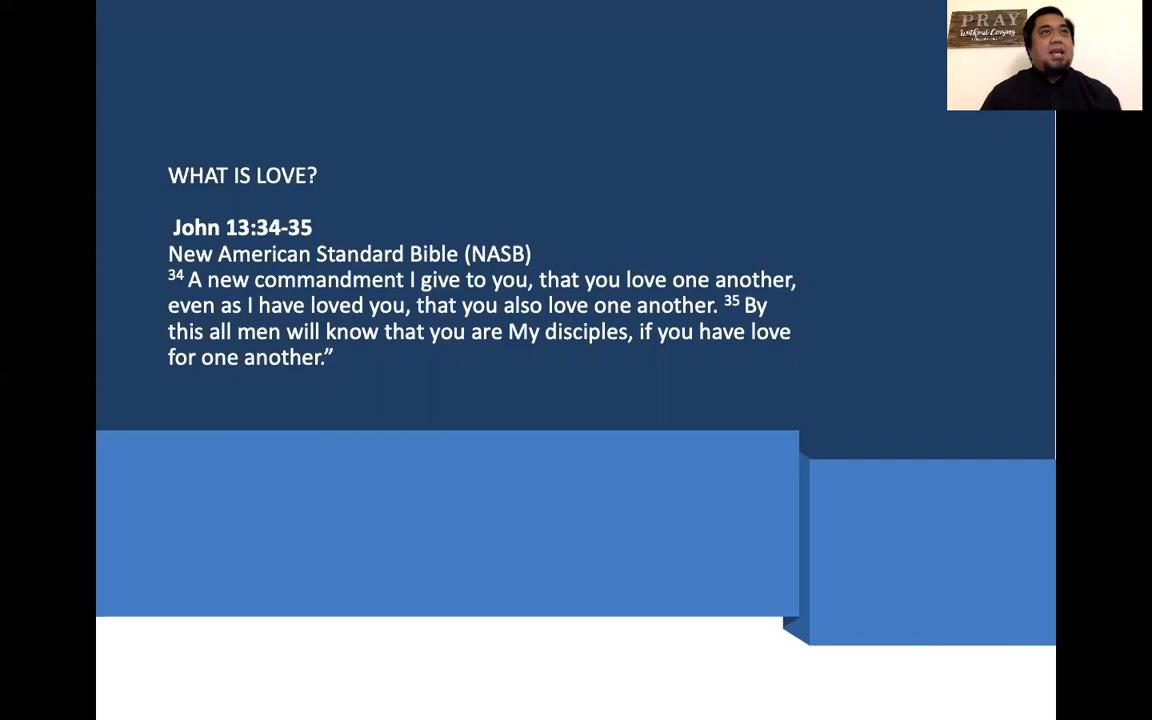 PRAY
Without Ceasing
WHAT IS LOVE?
John 13:34-35
New American Standard Bible (NASB)
34 A new commandment I give to you, that you love one another,
even as I have loved you, that you also love one another. 35 By
this all men will know that you are My disciples, if you have love
for one another.”